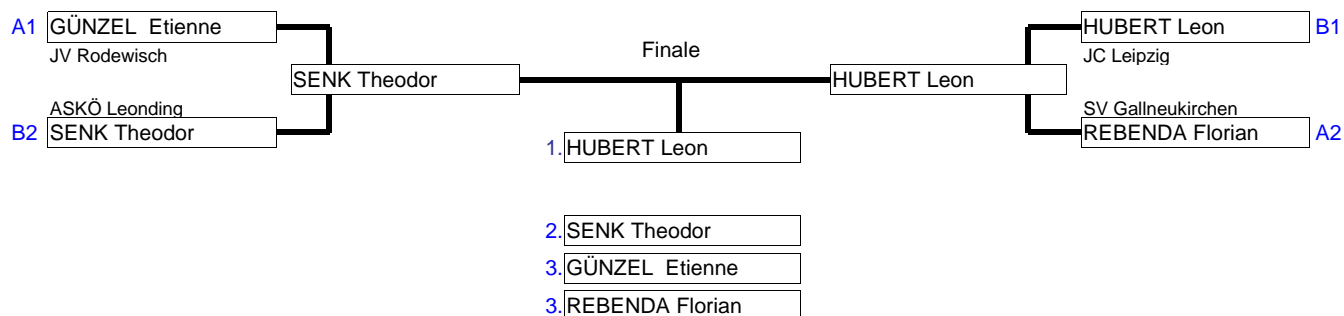 A1 GÜNZEL  Etienne HUBERT Leon B1
JV Rodewisch Finale JC Leipzig
SENK Theodor HUBERT Leon
ASKÖ Leonding SV Gallneukirchen
B2 SENK Theodor REBENDA Florian A2
1. HUBERT Leon
2. SENK Theodor
3. GÜNZEL  Etienne
3. REBENDA Florian